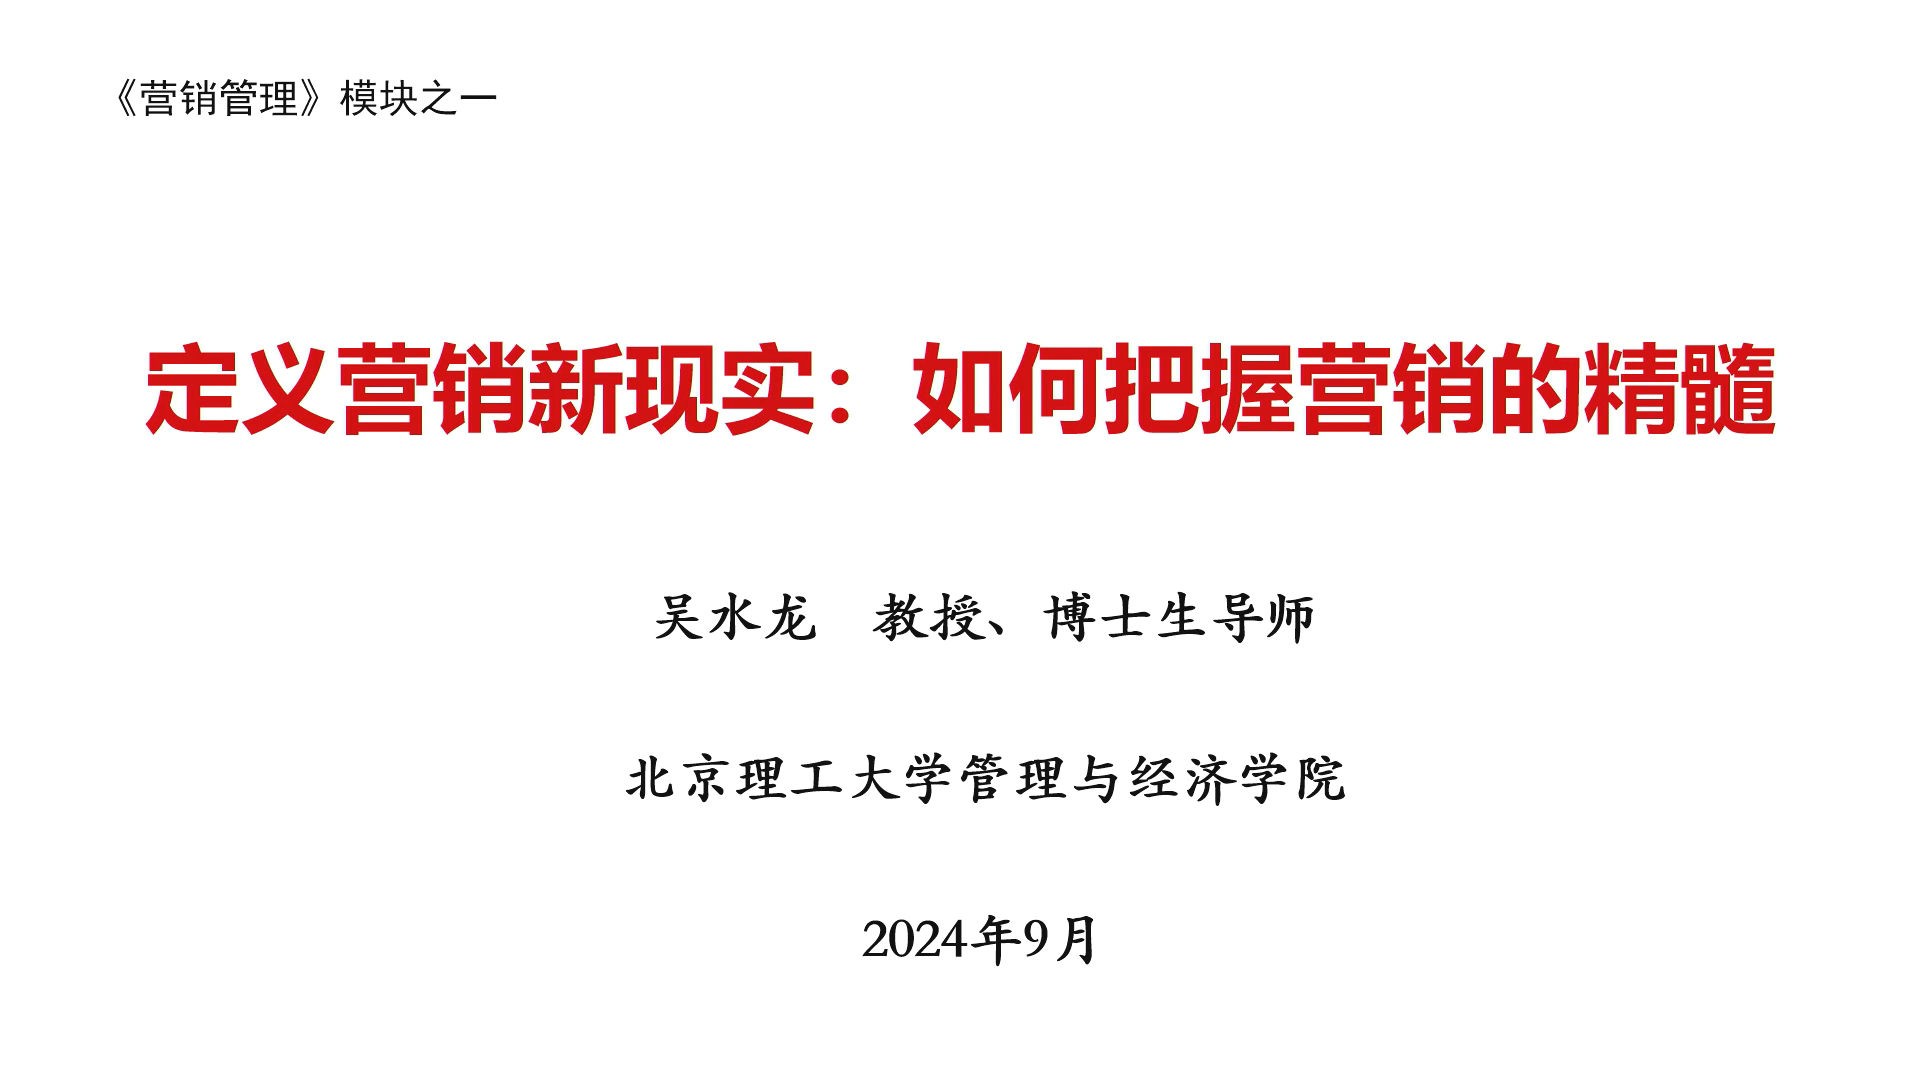 《营销管理》模块之一
定义营销新现实：如何把握营销的精髓
吴水龙　教授、博士生导师
北京理工大学管理与经济学院
2024年9月